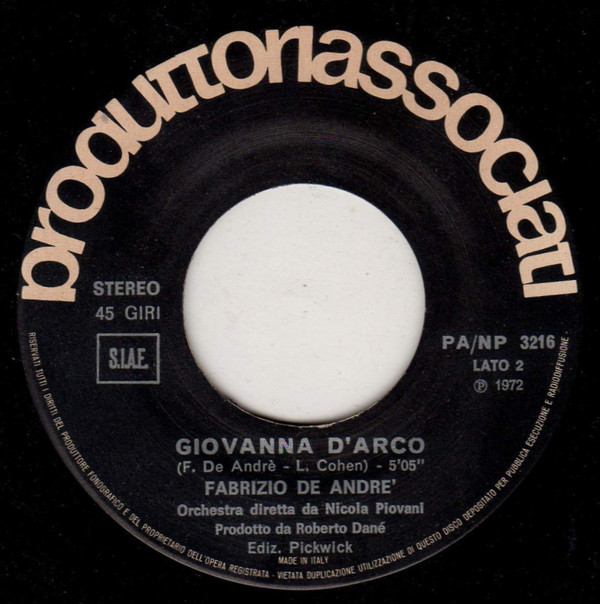 produttoriassociati
STEREO
45 GIRI
S.I.A.E.
PA/NP 3216
LATO 2
Ⓟ 1972
GIOVANNA D'ARCO
(F. De Andrè - L. Cohen) - 5'05"
FABRIZIO DE ANDRE'
Orchestra diretta da Nicola Piovani
Prodotto da Roberto Dané
Ediz. Pickwick
MADE IN ITALY
RISERVATI TUTTI I DIRITTI DEL PRODUTTORE FONOGRAFICO E DEL PROPRIETARIO DELL'OPERA REGISTRATA - VIETATA DUPLICAZIONE UTILIZZAZIONE DI QUESTO DISCO DEPOSITATO PER PUBBLICA ESECUZIONE E RADIODIFFUSIONE